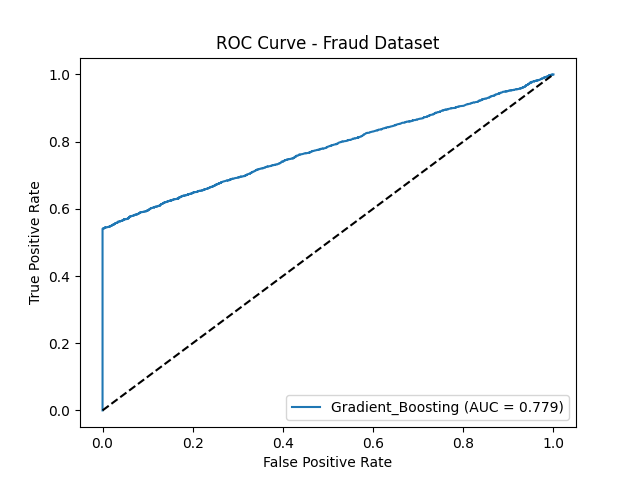 ROC Curve - Fraud Dataset
True Positive Rate
1.0
0.8
0.6
0.4
0.2
0.0
Gradient_Boosting (AUC = 0.779)
0.0 0.2 0.4 0.6 0.8 1.0
False Positive Rate